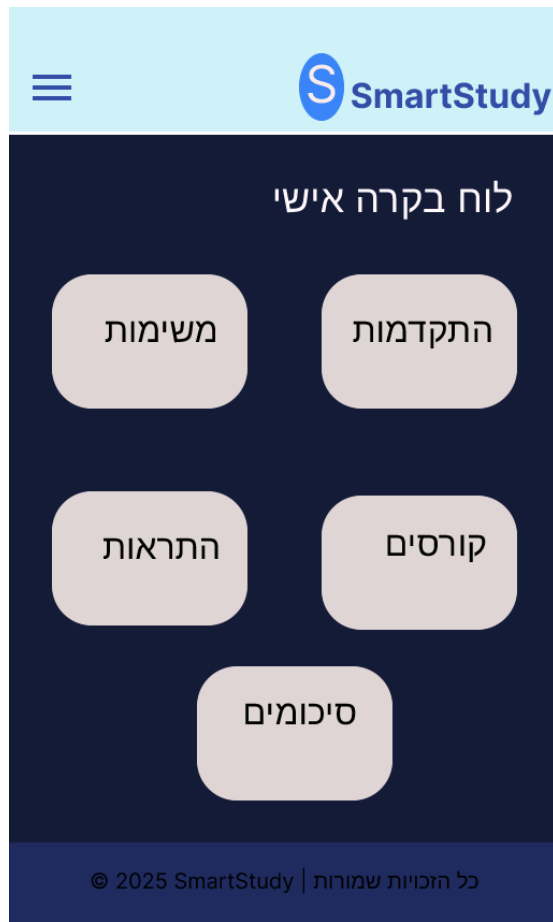 S SmartStudy
לוח בקרה אישי
התקדמות
משימות
קורסים
התראות
סיכומים
כל הזכויות שמורות | SmartStudy 2025 ©